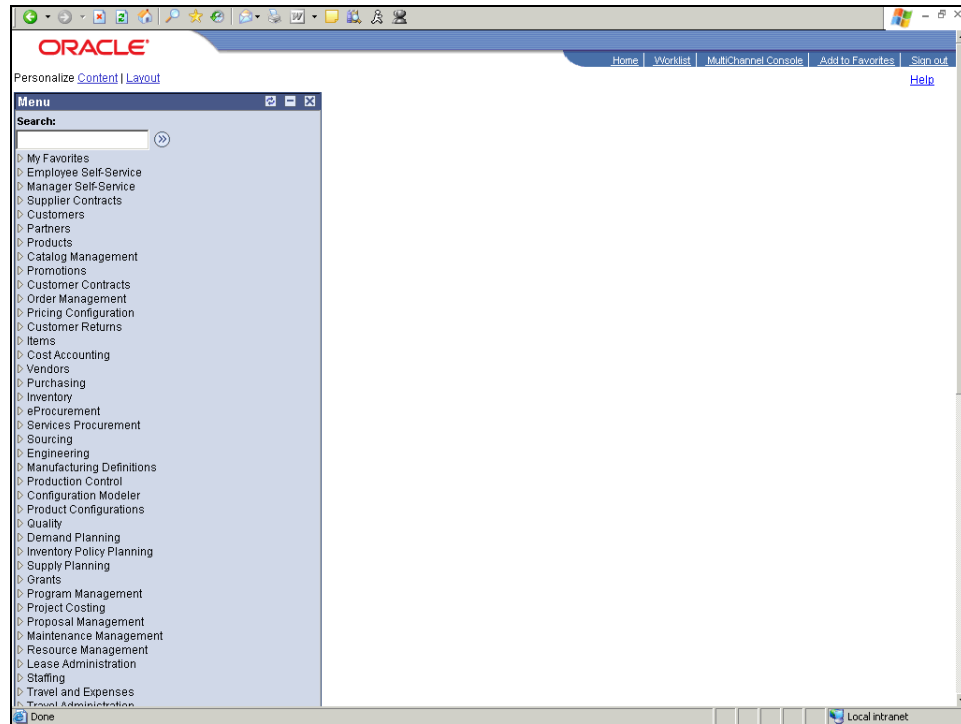 ORACLE
Home | Worklist | MultiChannel Console | Add to Favorites | Sign out
Personalize Content | Layout
Help
Menu
Search:
My Favorites
Employee Self-Service
Manager Self-Service
Supplier Contracts
Customers
Partners
Products
Catalog Management
Promotions
Customer Contracts
Order Management
Pricing Configuration
Customer Returns
Items
Cost Accounting
Vendors
Purchasing
Inventory
eProcurement
Services Procurement
Sourcing
Engineering
Manufacturing Definitions
Production Control
Configuration Modeler
Product Configurations
Quality
Demand Planning
Inventory Policy Planning
Supply Planning
Grants
Program Management
Project Costing
Proposal Management
Maintenance Management
Resource Management
Lease Administration
Staffing
Travel and Expenses
Travel Administration
Done
Local intranet